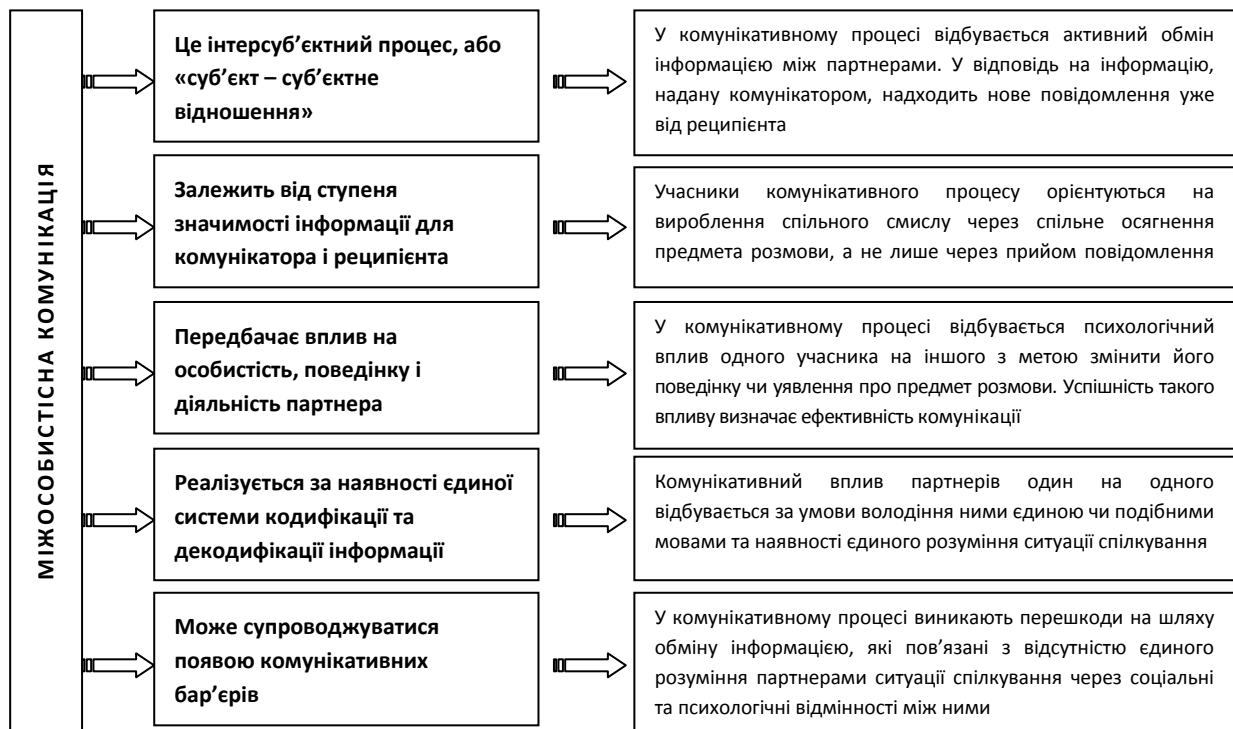 МІЖОСОБИСТІСНА КОМУНІКАЦІЯ
Це інтерсуб’єктний процес, або
«суб’єкт – суб’єктне
відношення»
У комунікативному процесі відбувається активний обмін
інформацією між партнерами. У відповідь на інформацію,
надану комунікатором, надходить нове повідомлення уже
від реципієнта
Залежить від ступеня
значимості інформації для
комунікатора і реципієнта
Учасники комунікативного процесу орієнтуються на
вироблення спільного смислу через спільне осягнення
предмета розмови, а не лише через прийом повідомлення
Передбачає вплив на
особистість, поведінку і
діяльність партнера
У комунікативному процесі відбувається психологічний
вплив одного учасника на іншого з метою змінити його
поведінку чи уявлення про предмет розмови. Успішність такого
впливу визначає ефективність комунікації
Реалізується за наявності єдиної
системи кодифікації та
декодифікації інформації
Комунікативний вплив партнерів один на одного
відбувається за умови володіння ними єдиною чи подібними
мовами та наявності єдиного розуміння ситуації спілкування
Може супроводжуватися
появою комунікативних
бар’єрів
У комунікативному процесі виникають перешкоди на шляху
обміну інформацією, які пов’язані з відсутністю єдиного
розуміння партнерами ситуації спілкування через соціальні
та психологічні відмінності між ними